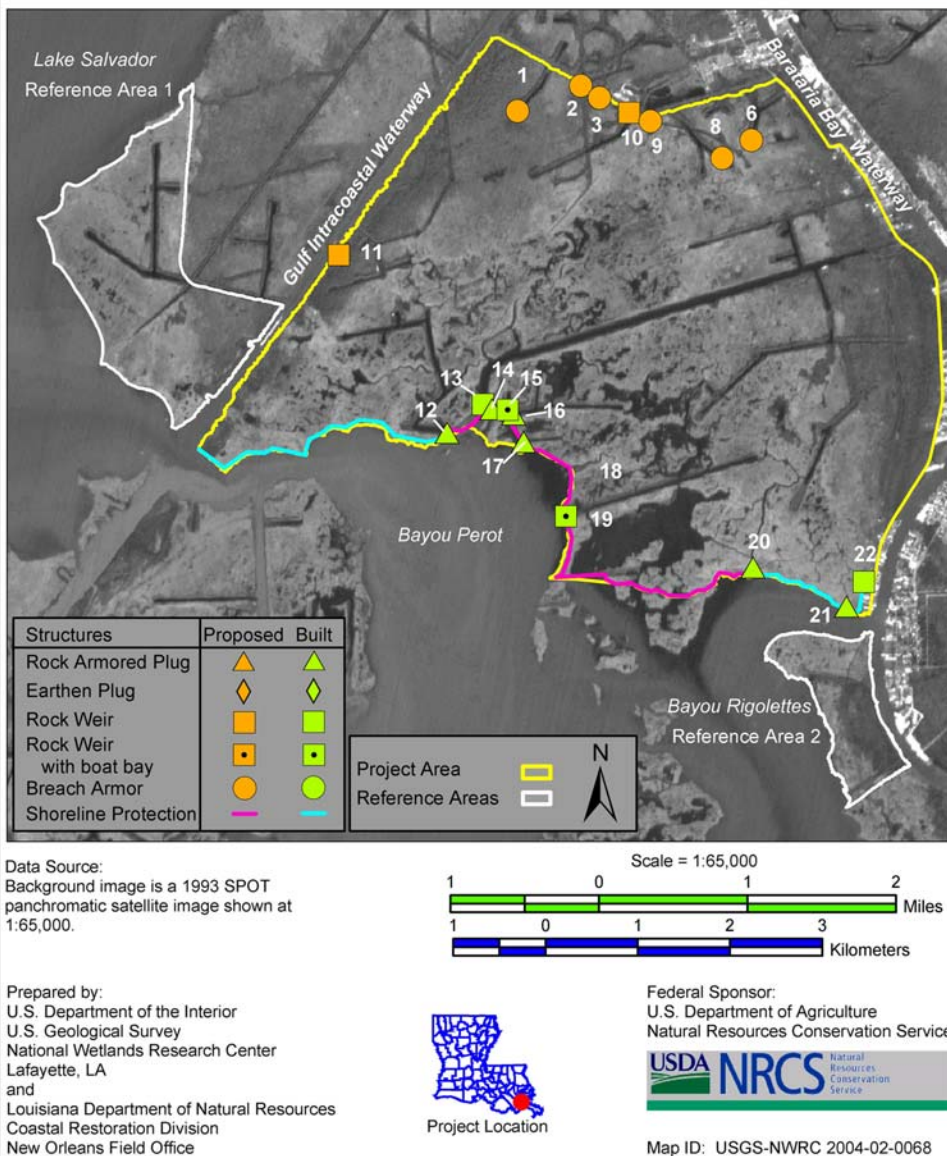 Lake Salvador
Reference Area 1
Gulf Intracoastal Waterway
Barataria Bay Waterway
1
2
3
10
9
8
6
11
13
14
15
12
16
17
18
19
20
22
21
Bayou Perot
Bayou Rigolettes
Reference Area 2
Structures Proposed Built
Rock Armored Plug
Earthen Plug
Rock Weir
Rock Weir
with boat bay
Breach Armor
Shoreline Protection
Project Area
Reference Areas
N
Data Source:
Background image is a 1993 SPOT
panchromatic satellite image shown at
1:65,000.
Scale = 1:65,000
1 0 1 2
Miles
1 0 1 2 3
Kilometers
Prepared by:
U.S. Department of the Interior
U.S. Geological Survey
National Wetlands Research Center
Lafayette, LA
and
Louisiana Department of Natural Resources
Coastal Restoration Division
New Orleans Field Office
Project Location
Federal Sponsor:
U.S. Department of Agriculture
Natural Resources Conservation Service
USDA NRCS
Natural
Resources
Conservation
Service
Map ID: USGS-NWRC 2004-02-0068